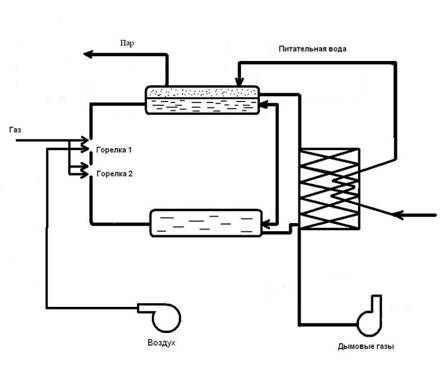 Пар
Питательная вода
Газ
Горелка 1
Горелка 2
Воздух
Дымовые газы